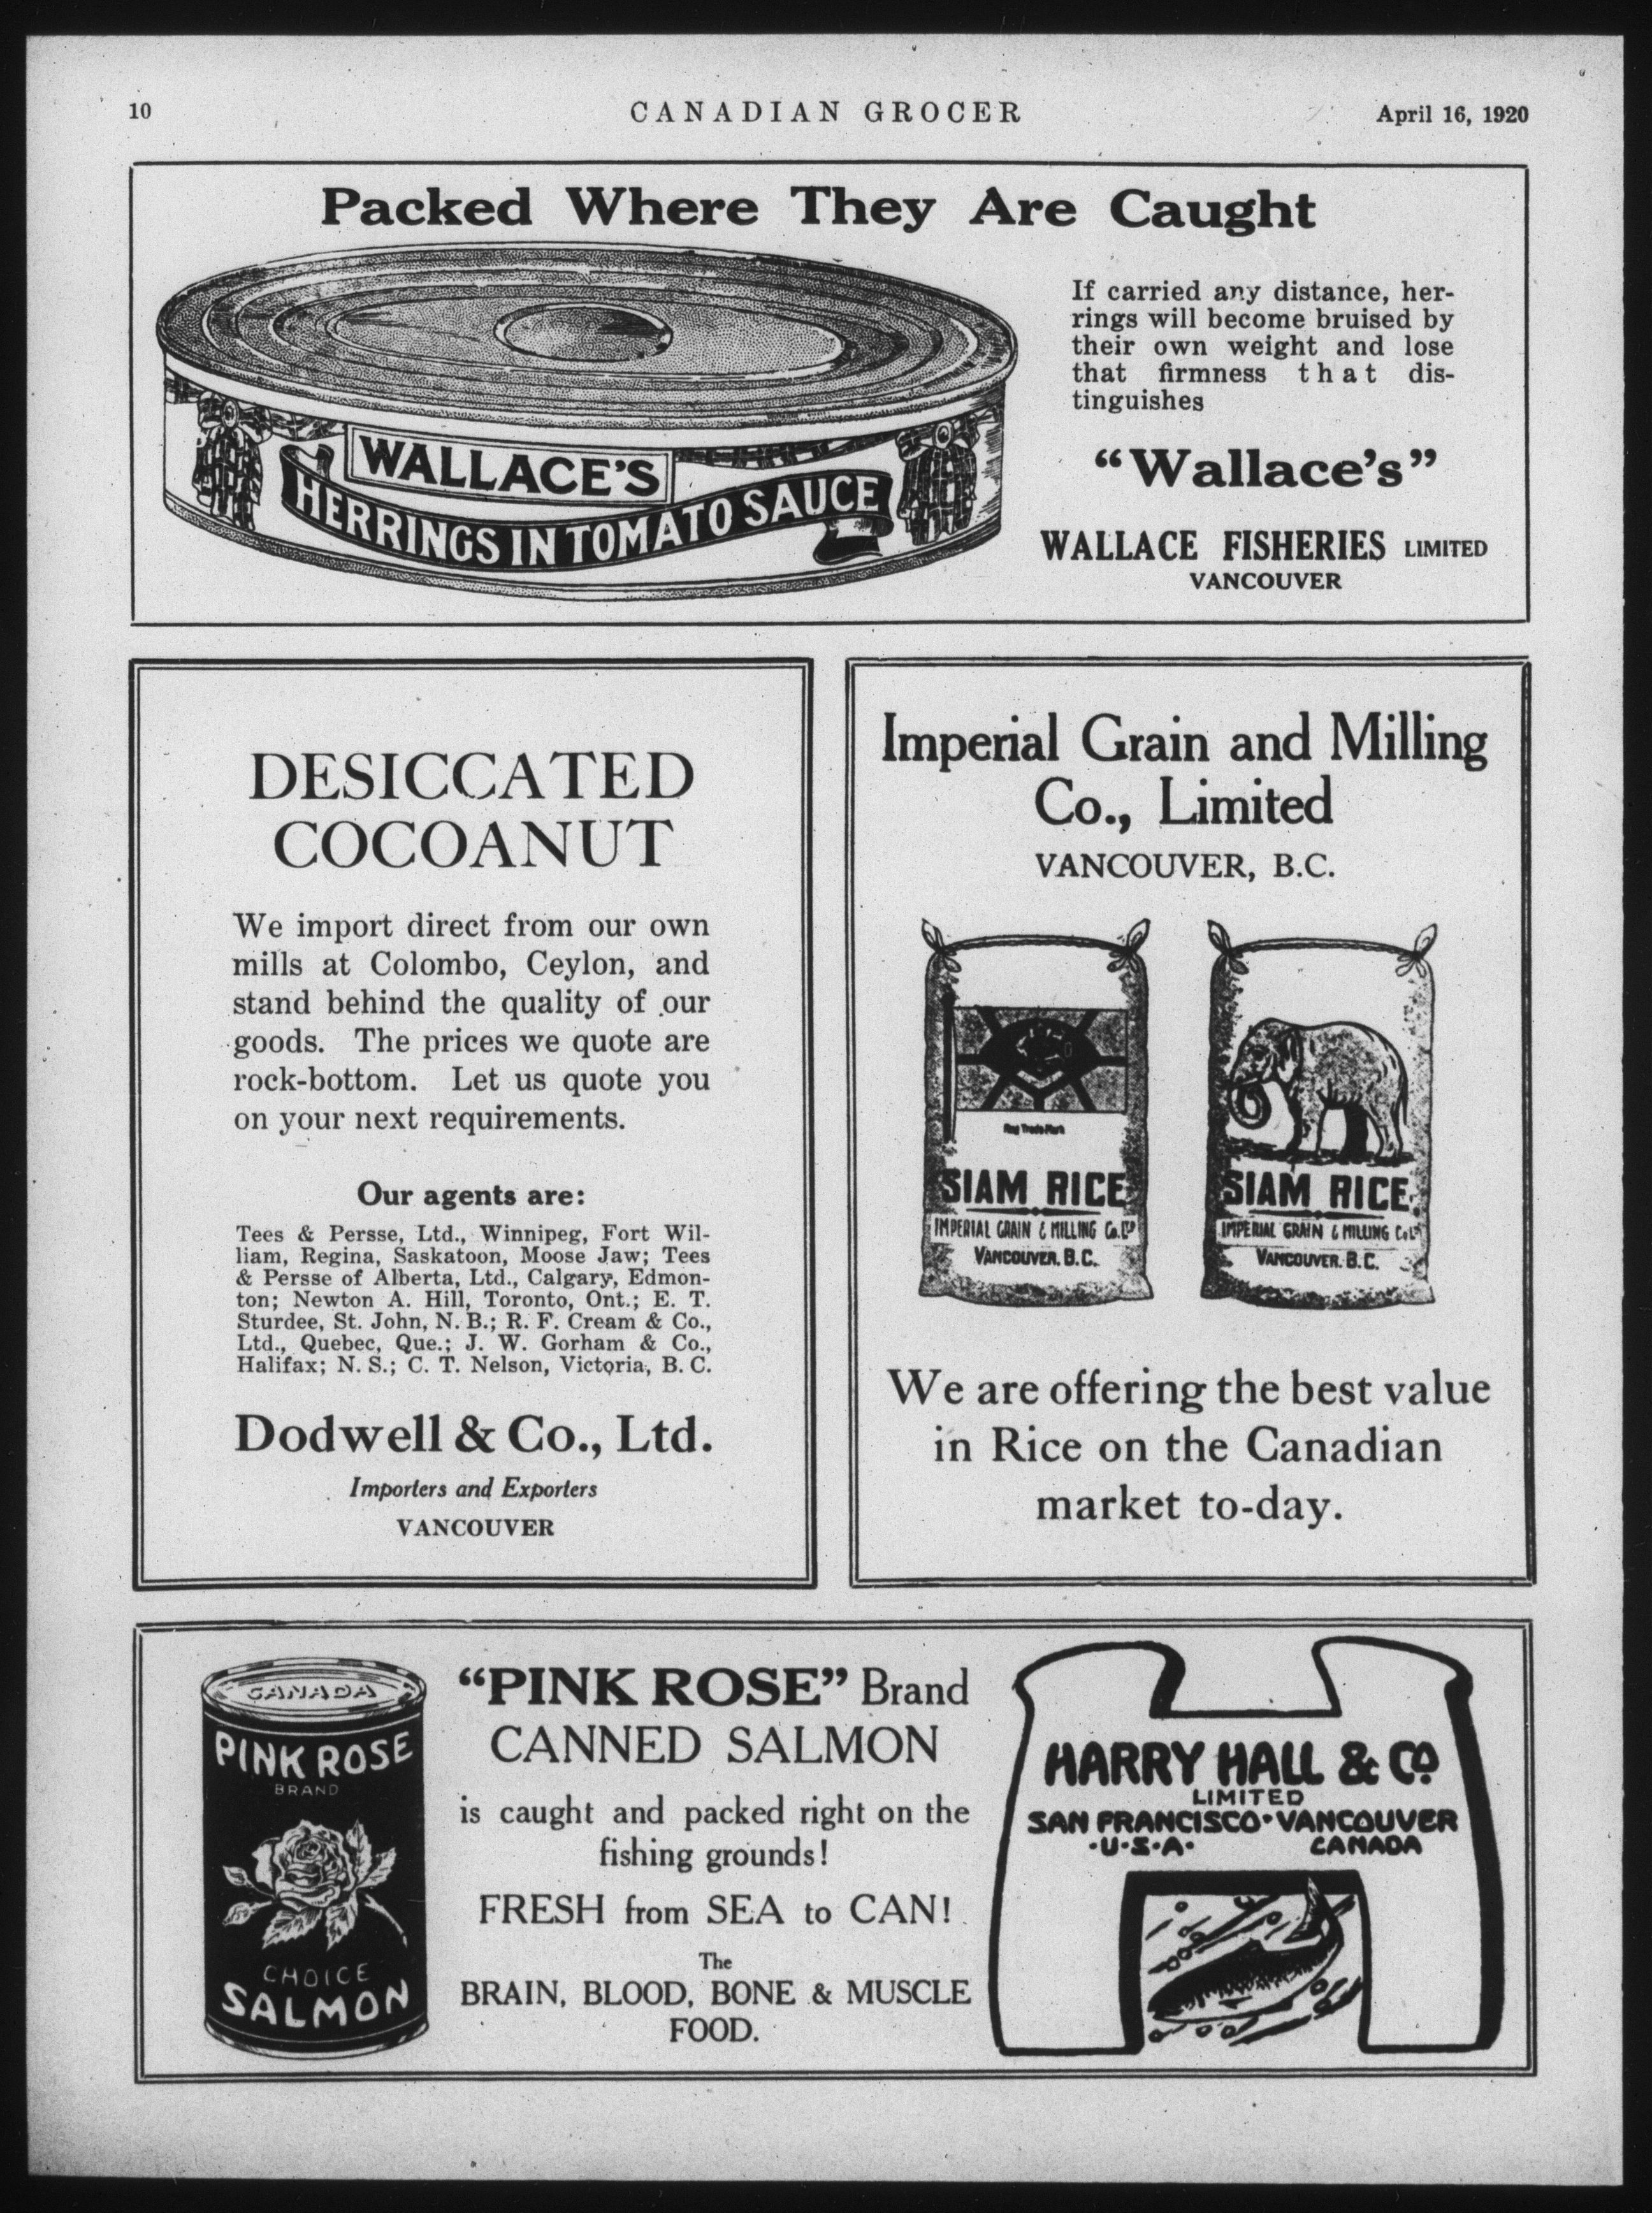 10
CANADIAN GROCER
April 16, 1920
Packed Where They Are Caught
WALLACE'S
HERRINGS IN TOMATO SAUCE
If carried any distance, her-
rings will become bruised by
their own weight and lose
that firmness that dis-
tinguishes
“Wallace's”
WALLACE FISHERIES LIMITED
VANCOUVER
DESICCATED
COCOANUT
We import direct from our own
mills at Colombo, Ceylon, and
stand behind the quality of our
goods. The prices we quote are
rock-bottom. Let us quote you
on your next requirements.
Our agents are:
Tees & Persse, Ltd., Winnipeg, Fort Wil-
liam, Regina, Saskatoon, Moose Jaw; Tees
& Persse of Alberta, Ltd., Calgary, Edmon-
ton; Newton A. Hill, Toronto, Ont.; E. T.
Sturdee, St. John, N. B.; R. F. Cream & Co.,
Ltd., Quebec, Que.; J. W. Gorham & Co.,
Halifax; N. S.; C. T. Nelson, Victoria, B. C.
Dodwell & Co., Ltd.
Importers and Exporters
VANCOUVER
Imperial Grain and Milling
Co., Limited
VANCOUVER, B.C.
Reg Trade Mark
SIAM RICE
IMPERIAL GRAIN & MILLING Co. LTD
VANCOUVER. B.C.
SIAM RICE
IMPERIAL GRAIN & MILLING Co LTD
VANCOUVER. B.C.
We are offering the best value
in Rice on the Canadian
market to-day.
CANADA
PINK ROSE
BRAND
CHOICE
SALMON
“PINK ROSE” Brand
CANNED SALMON
is caught and packed right on the
fishing grounds!
FRESH from SEA to CAN!
The
BRAIN, BLOOD, BONE & MUSCLE
FOOD.
HARRY HALL & CO
LIMITED
SAN FRANCISCO•VANCOUVER
•U•S•A• CANADA